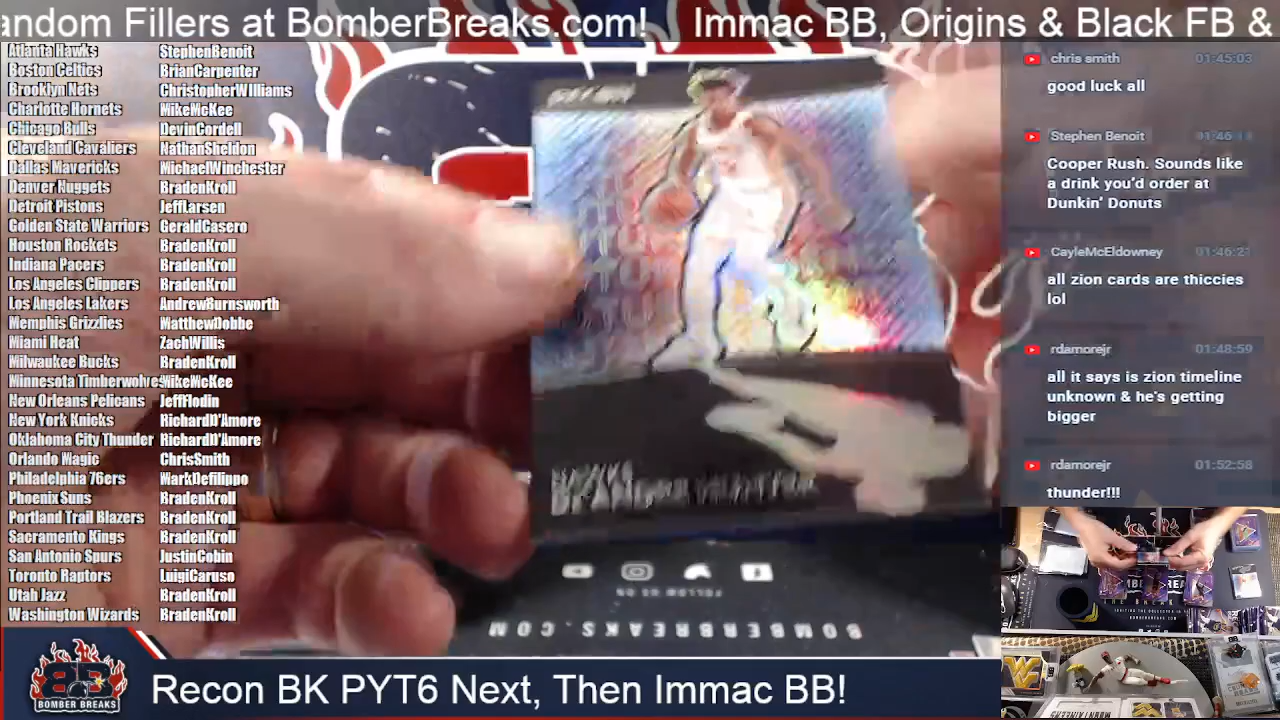 andom Fillers at BomberBreaks.com!    Immac BB, Origins & Black FB &
Atlanta Hawks StephenBenoit
Boston Celtics BrianCarpenter
Brooklyn Nets ChristopherWIlliams
Charlotte Hornets MikeMcKee
Chicago Bulls DevinCordell
Cleveland Cavaliers NathanSheldon
Dallas Mavericks MichaelWinchester
Denver Nuggets BradenKroll
Detroit Pistons JeffLarsen
Golden State Warriors GeraldCasero
Houston Rockets BradenKroll
Indiana Pacers BradenKroll
Los Angeles Clippers BradenKroll
Los Angeles Lakers AndrewBurnsworth
Memphis Grizzlies MatthewDobbe
Miami Heat ZachWillis
Milwaukee Bucks BradenKroll
Minnesota Timberwolves MikeMcKee
New Orleans Pelicans JeffFlodin
New York Knicks RichardD'Amore
Oklahoma City Thunder RichardD'Amore
Orlando Magic ChrisSmith
Philadelphia 76ers MarkDefilippo
Phoenix Suns BradenKroll
Portland Trail Blazers BradenKroll
Sacramento Kings BradenKroll
San Antonio Spurs JustinCobin
Toronto Raptors LuigiCaruso
Utah Jazz BradenKroll
Washington Wizards BradenKroll
chris smith 01:45:03
good luck all
Stephen Benoit
Cooper Rush. Sounds like
a drink you'd order at
Dunkin' Donuts
CayleMcEldowney 01:46:21
all zion cards are thiccies
lol
rdamorejr 01:48:59
all it says is zion timeline
unknown & he's getting
bigger
rdamorejr 01:52:58
thunder!!!
FOLLOW US ON
BOMBERBREAKS.COM
BB
BOMBER BREAKS
Recon BK PYT6 Next, Then Immac BB!